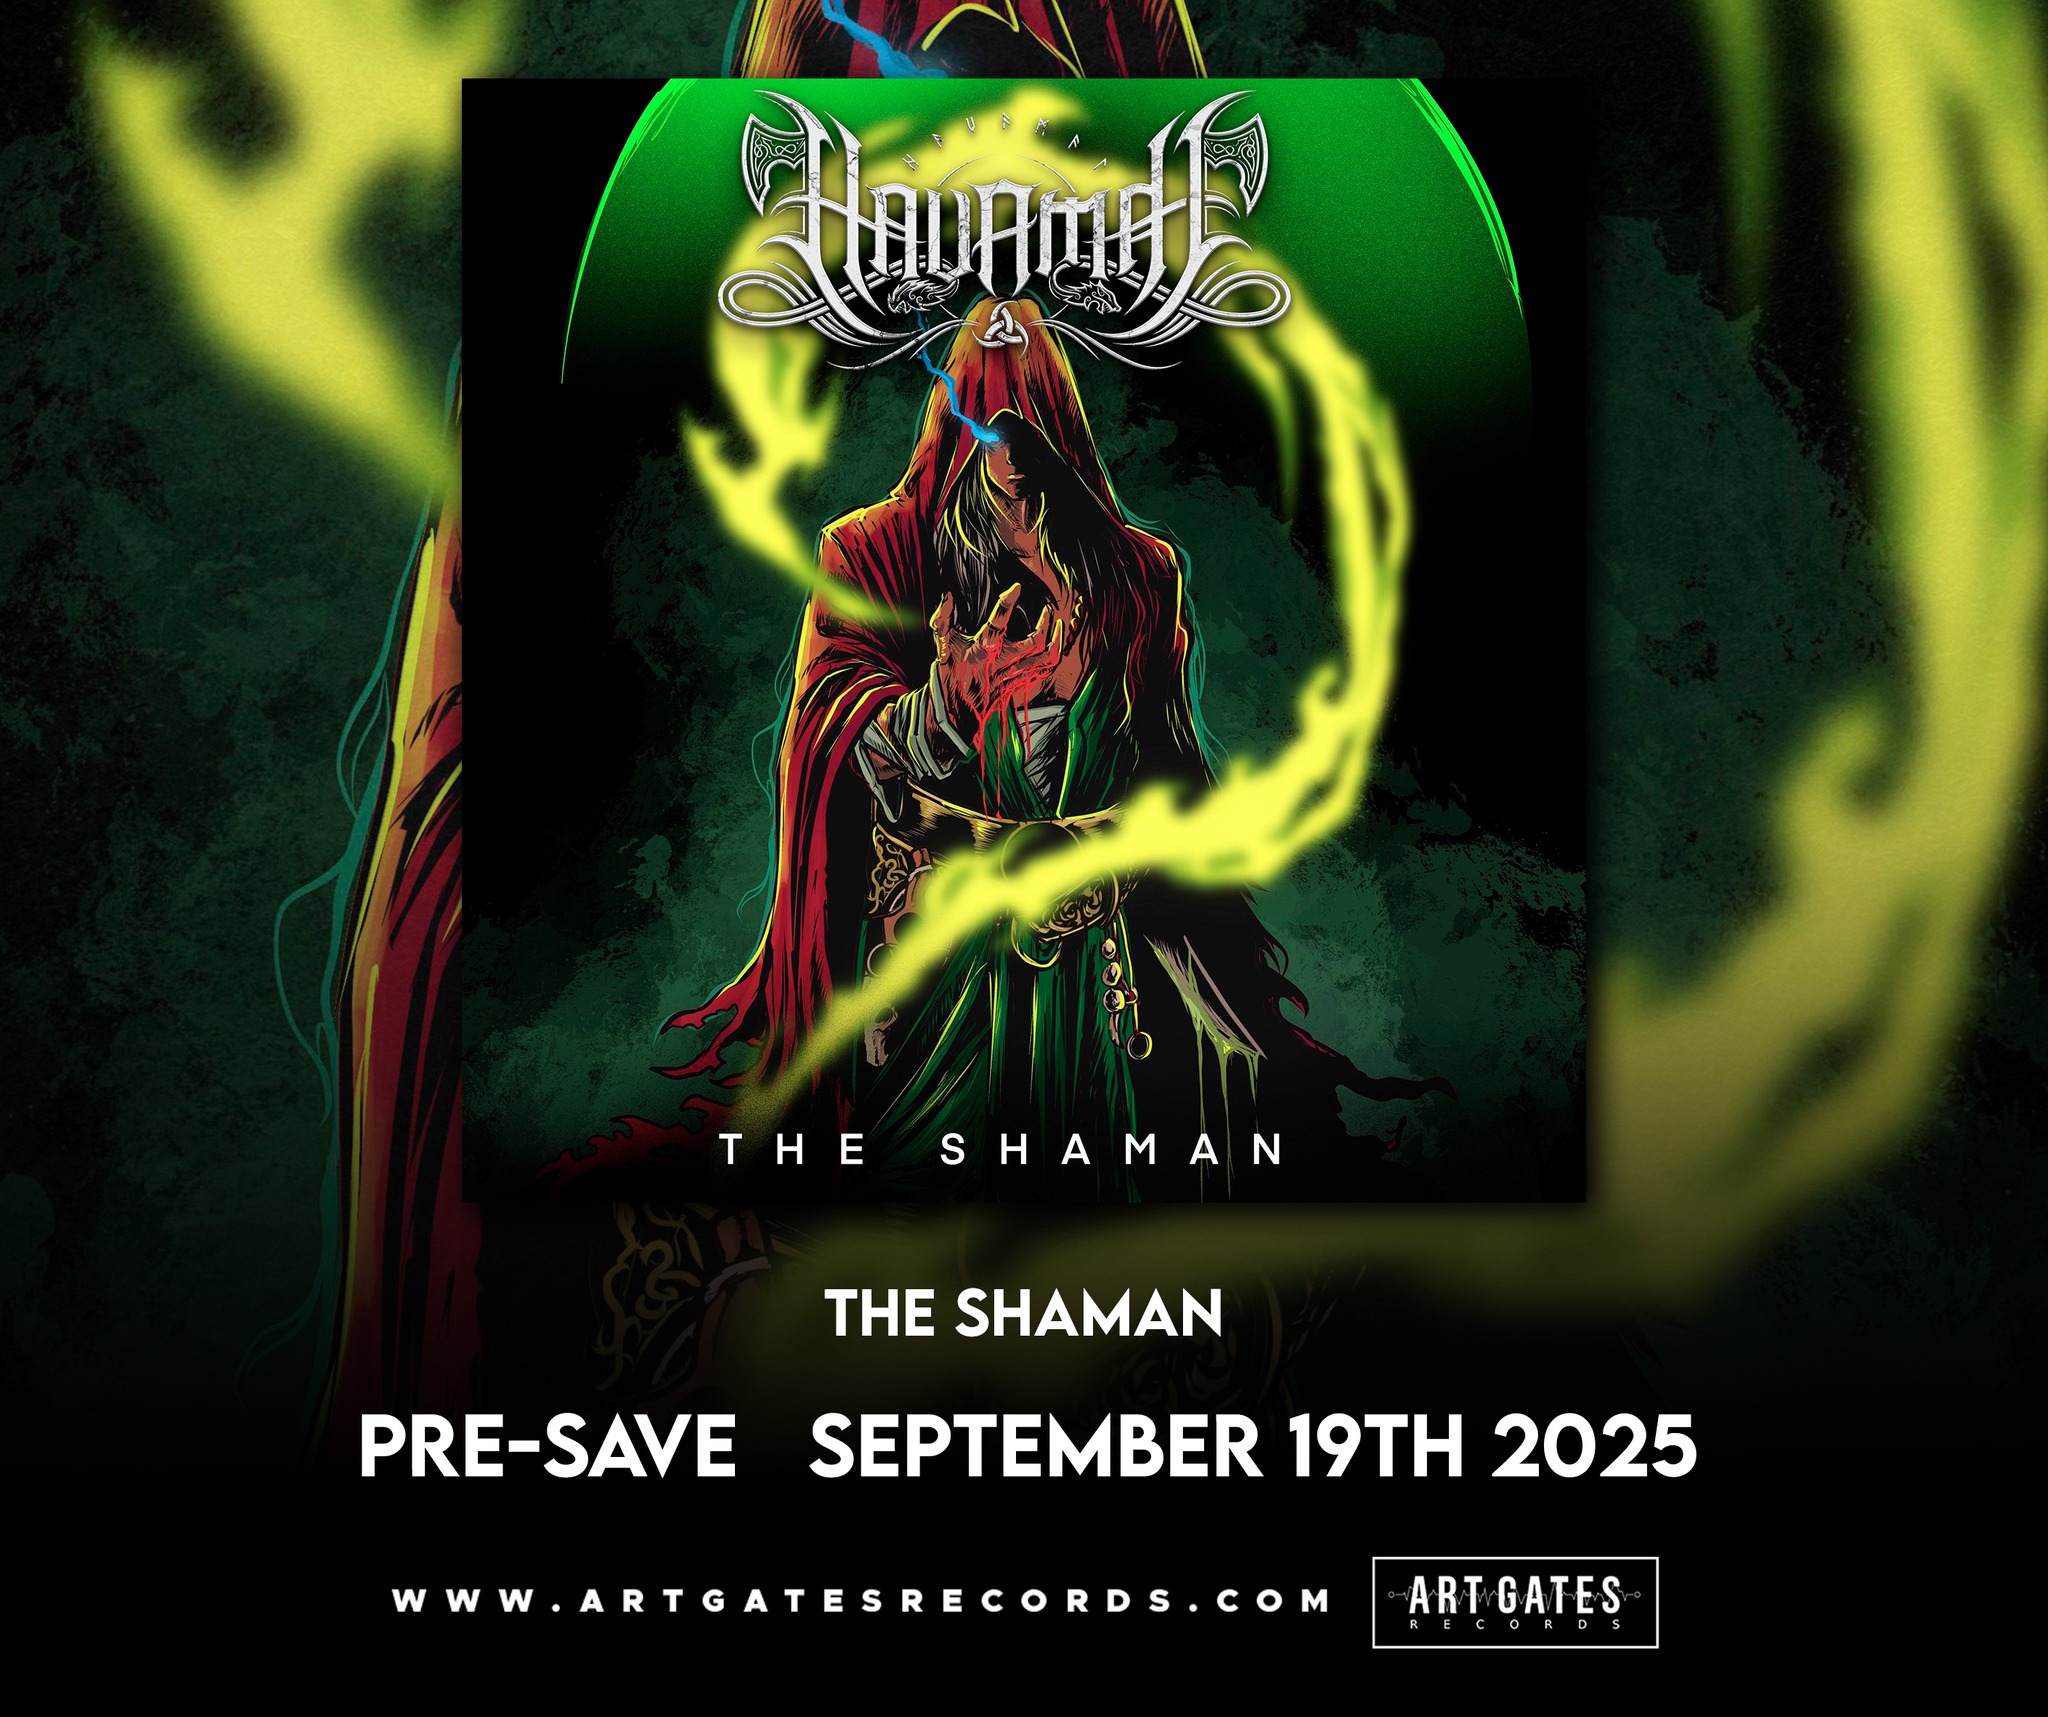 ᚺ ᚨ ᚢ ᚨ ᛗ ᚨ ᛚ
HAVAMAL
THE SHAMAN
THE SHAMAN
PRE-SAVE SEPTEMBER 19TH 2025
WWW.ARTGATESRECORDS.COM
ART GATES
RECORDS